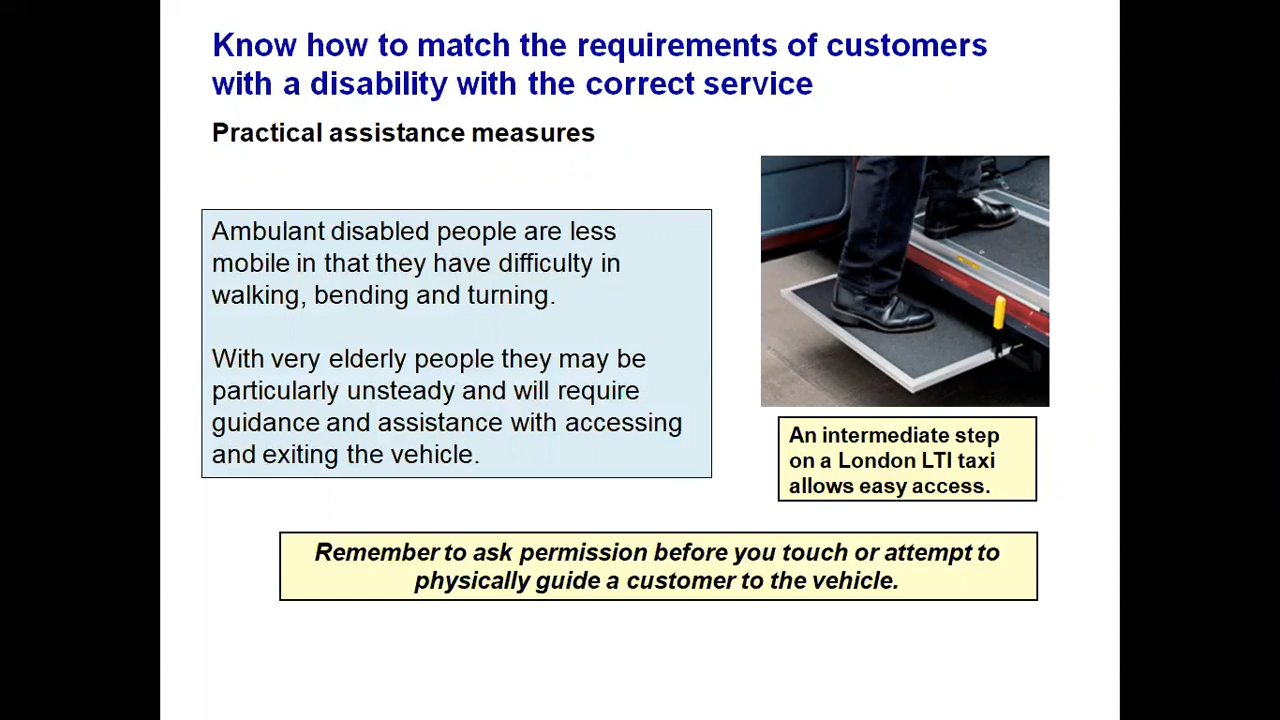 Know how to match the requirements of customers
with a disability with the correct service
Practical assistance measures
Ambulant disabled people are less
mobile in that they have difficulty in
walking, bending and turning.
With very elderly people they may be
particularly unsteady and will require
guidance and assistance with accessing
and exiting the vehicle.
An intermediate step
on a London LTI taxi
allows easy access.
Remember to ask permission before you touch or attempt to
physically guide a customer to the vehicle.